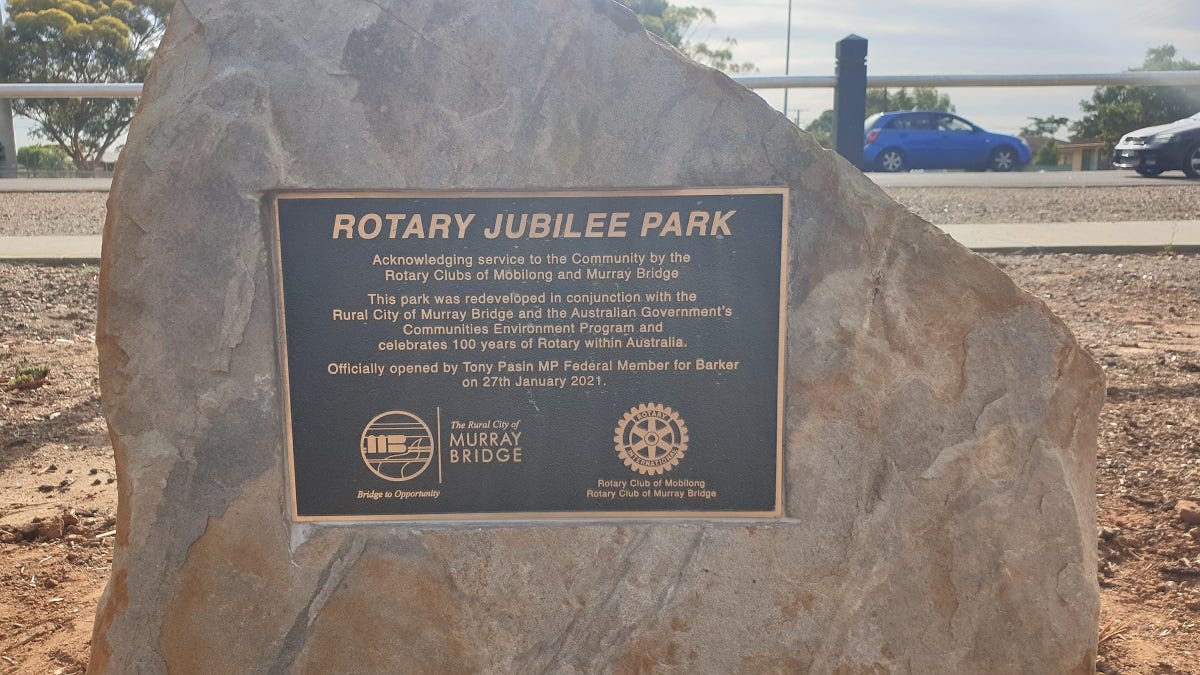 ROTARY JUBILEE PARK
Acknowledging service to the Community by the
Rotary Clubs of Mobilong and Murray Bridge
This park was redeveloped in conjunction with the
Rural City of Murray Bridge and the Australian Government's
Communities Environment Program and
celebrates 100 years of Rotary within Australia.
Officially opened by Tony Pasin MP Federal Member for Barker
on 27th January 2021.
MB
The Rural City of
MURRAY
BRIDGE
Bridge to Opportunity
ROTARY
INTERNATIONAL
Rotary Club of Mobilong
Rotary Club of Murray Bridge